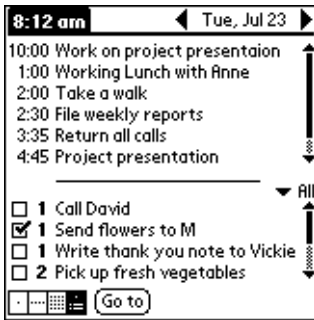 8:12 am Tue, Jul 23
10:00 Work on project presentaion
1:00 Working Lunch with Anne
2:00 Take a walk
2:30 File weekly reports
3:35 Return all calls
4:45 Project presentation
All
1 Call David
1 Send flowers to M
1 Write thank you note to Vickie
2 Pick up fresh vegetables
Go to